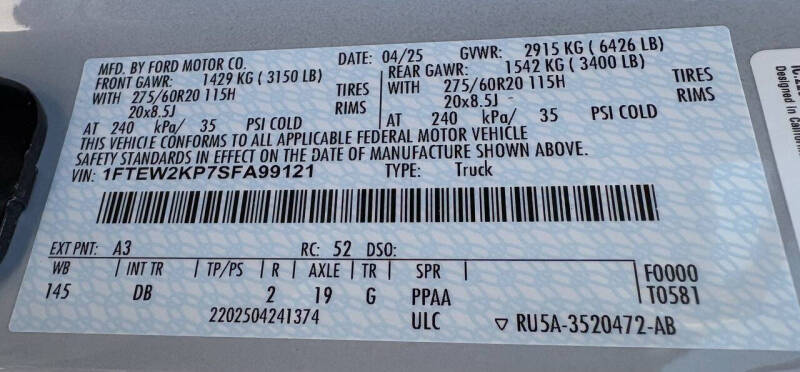 MFD. BY FORD MOTOR CO. DATE: 04/25 GVWR: 2915 KG ( 6426 LB)
FRONT GAWR: 1429 KG ( 3150 LB) REAR GAWR: 1542 KG ( 3400 LB)
WITH 275/60R20 115H TIRES WITH 275/60R20 115H TIRES
20x8.5J RIMS 20x8.5J RIMS
AT 240 kPa/ 35 PSI COLD AT 240 kPa/ 35 PSI COLD
THIS VEHICLE CONFORMS TO ALL APPLICABLE FEDERAL MOTOR VEHICLE
SAFETY STANDARDS IN EFFECT ON THE DATE OF MANUFACTURE SHOWN ABOVE.
VIN: 1FTEW2KP7SFA99121 TYPE: Truck
EXT PNT: A3 RC: 52 DSO:
WB INT TR TP/PS R AXLE TR SPR F0000
145 DB 2 19 G PPAA T0581
2202504241374 ULC ▽ RU5A-3520472-AB
Designed in